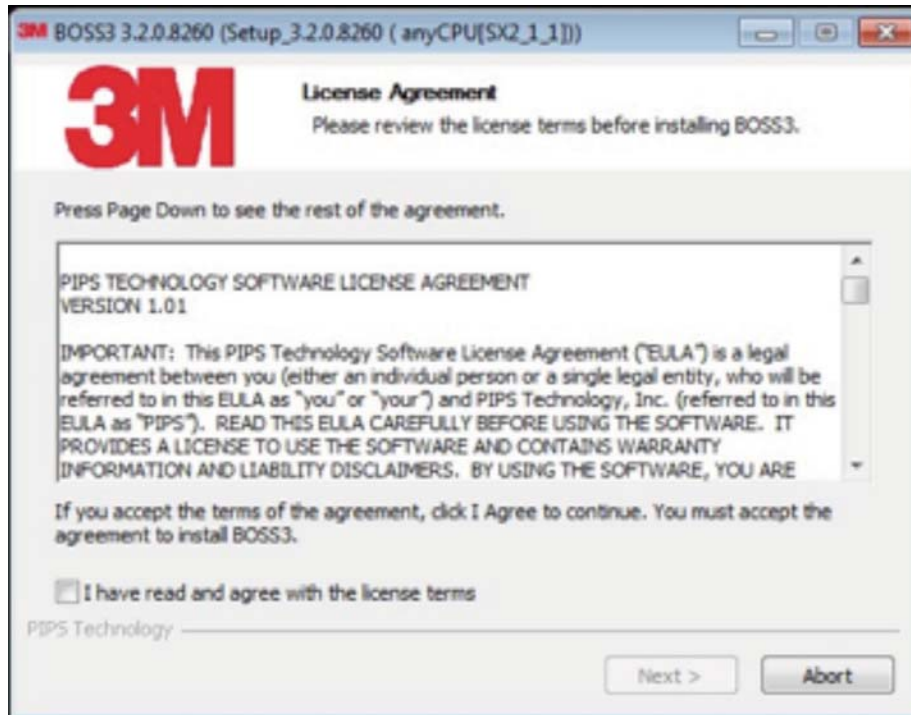 3M BOSS3 3.2.0.8260 (Setup_3.2.0.8260 ( anyCPU[SX2_1_1]))
3M
License Agreement
Please review the license terms before installing BOSS3.
Press Page Down to see the rest of the agreement.
PIPS TECHNOLOGY SOFTWARE LICENSE AGREEMENT
VERSION 1.01
IMPORTANT: This PIPS Technology Software License Agreement ("EULA") is a legal
agreement between you (either an individual person or a single legal entity, who will be
referred to in this EULA as "you" or "your") and PIPS Technology, Inc. (referred to in this
EULA as "PIPS"). READ THIS EULA CAREFULLY BEFORE USING THE SOFTWARE. IT
PROVIDES A LICENSE TO USE THE SOFTWARE AND CONTAINS WARRANTY
INFORMATION AND LIABILITY DISCLAIMERS. BY USING THE SOFTWARE, YOU ARE
If you accept the terms of the agreement, click I Agree to continue. You must accept the
agreement to install BOSS3.
I have read and agree with the license terms
PIPS Technology
Next >
Abort